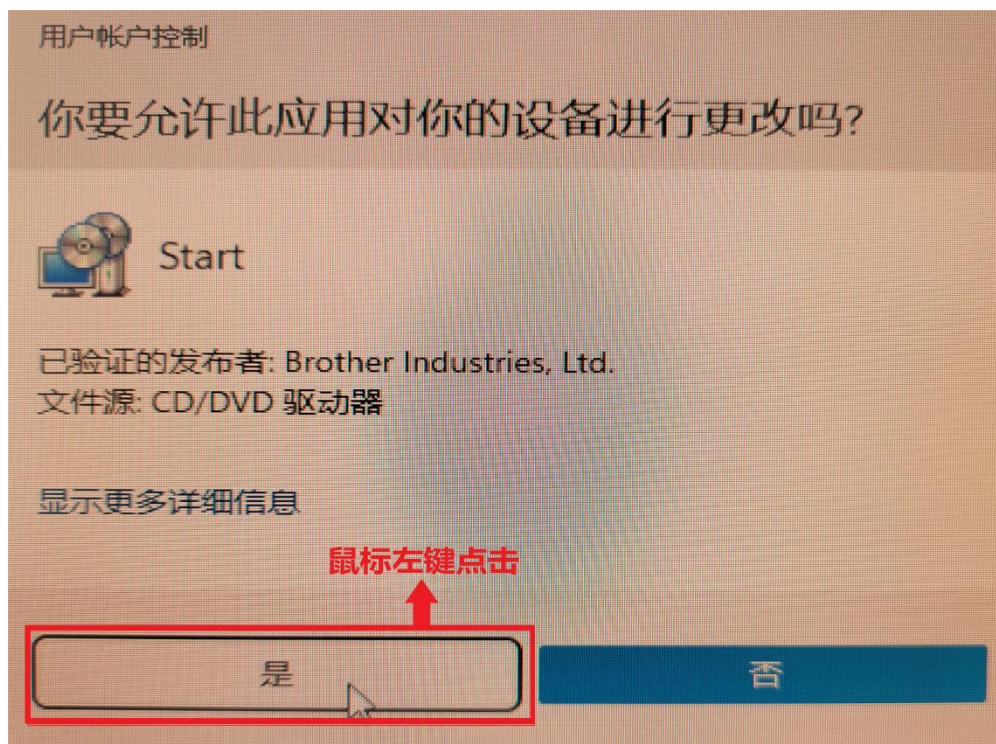 用户帐户控制
你要允许此应用对你的设备进行更改吗?
Start
已验证的发布者: Brother Industries, Ltd.
文件源: CD/DVD 驱动器
显示更多详细信息
鼠标左键点击
是
否